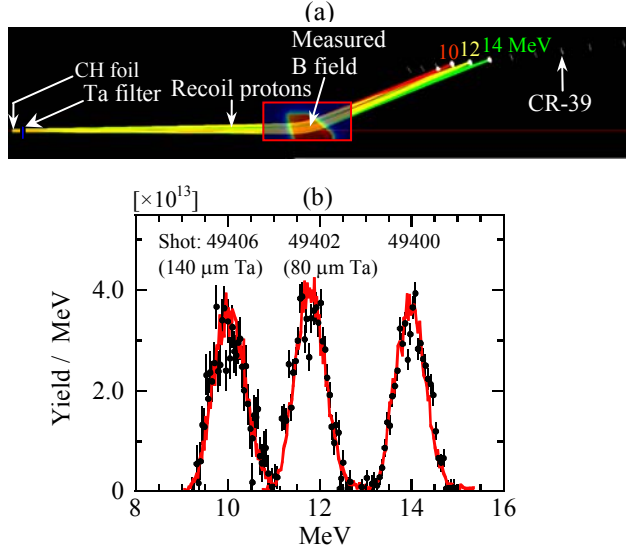 (a)
Measured
B field
10 12 14 MeV
CH foil
Ta filter
Recoil protons
CR-39
[×10¹³]
(b)
Shot: 49406 49402 49400
(140 μm Ta) (80 μm Ta)
4.0
2.0
0
Yield / MeV
8 10 12 14 16
MeV